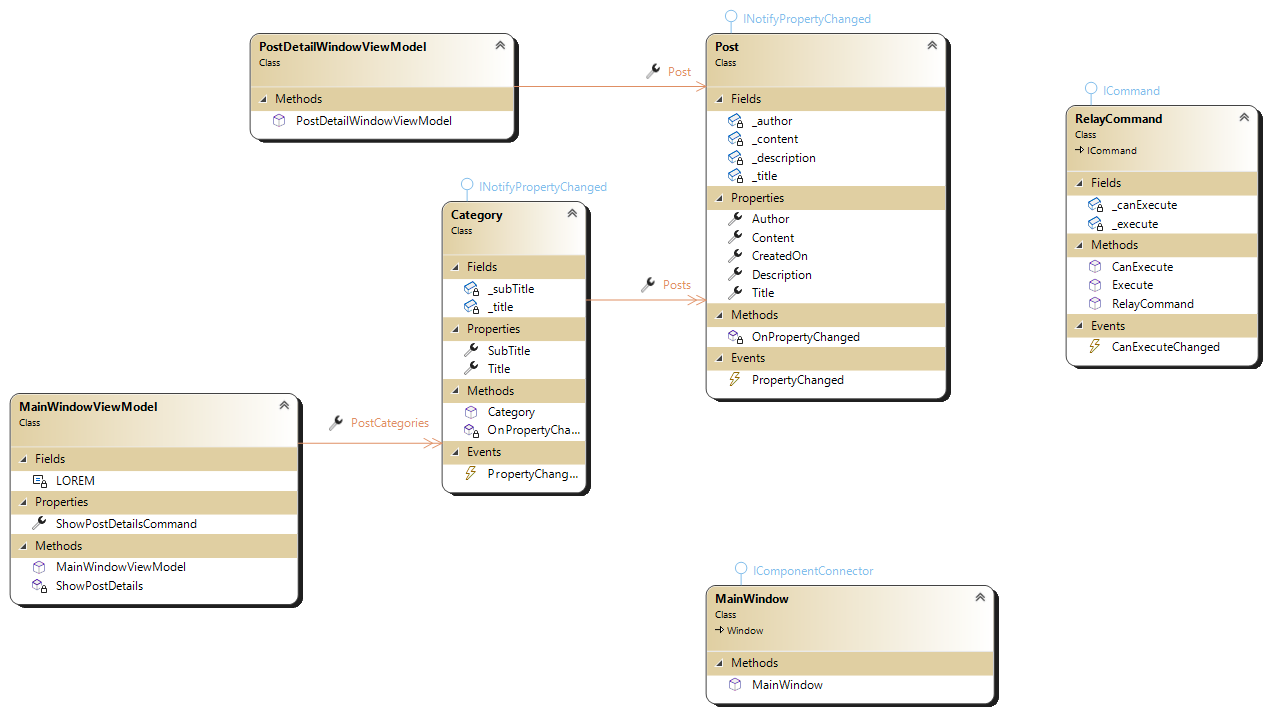 INotifyPropertyChanged
PostDetailWindowViewModel
Class
Methods
PostDetailWindowViewModel
Post
Post
Class
Fields
_author
_content
_description
_title
Properties
Author
Content
CreatedOn
Description
Title
Methods
OnPropertyChanged
Events
PropertyChanged
ICommand
RelayCommand
Class
ICommand
Fields
_canExecute
_execute
Methods
CanExecute
Execute
RelayCommand
Events
CanExecuteChanged
INotifyPropertyChanged
Category
Class
Fields
_subTitle
_title
Properties
SubTitle
Title
Methods
Category
OnPropertyCha...
Events
PropertyChang...
Posts
MainWindowViewModel
Class
Fields
LOREM
Properties
ShowPostDetailsCommand
Methods
MainWindowViewModel
ShowPostDetails
PostCategories
IComponentConnector
MainWindow
Class
Window
Methods
MainWindow